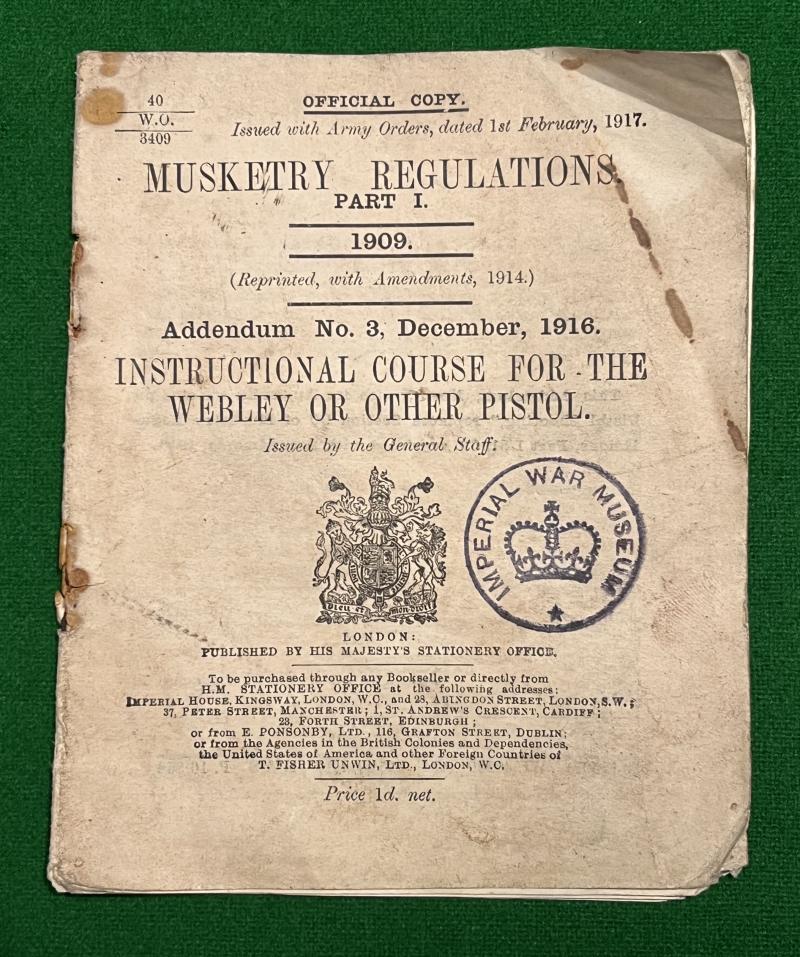 40
W.O.
3409
OFFICIAL COPY.
Issued with Army Orders, dated 1st February, 1917.
MUSKETRY REGULATIONS.
PART I.
1909.
(Reprinted, with Amendments, 1914.)
Addendum No. 3, December, 1916.
INSTRUCTIONAL COURSE FOR THE
WEBLEY OR OTHER PISTOL.
Issued by the General Staff.
DIEU ET MON DROIT
IMPERIAL WAR MUSEUM
LONDON:
PUBLISHED BY HIS MAJESTY'S STATIONERY OFFICE.
To be purchased through any Bookseller or directly from
H.M. STATIONERY OFFICE at the following addresses:
IMPERIAL HOUSE, KINGSWAY, LONDON, W.C., and 28, ABINGDON STREET, LONDON, S.W.;
37, PETER STREET, MANCHESTER; 1, ST. ANDREW'S CRESCENT, CARDIFF;
23, FORTH STREET, EDINBURGH;
or from E. PONSONBY, LTD., 116, GRAFTON STREET, DUBLIN;
or from the Agencies in the British Colonies and Dependencies,
the United States of America and other Foreign Countries of
T. FISHER UNWIN, LTD., LONDON, W.C.
Price 1d. net.